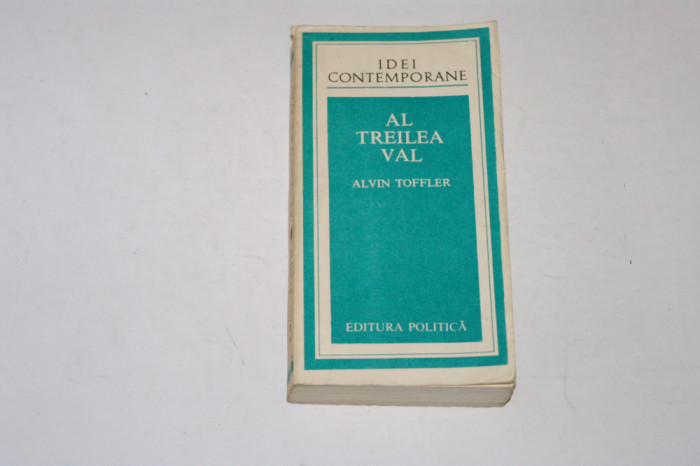 IDEI
CONTEMPORANE
AL
TREILEA
VAL
ALVIN TOFFLER
EDITURA POLITICĂ